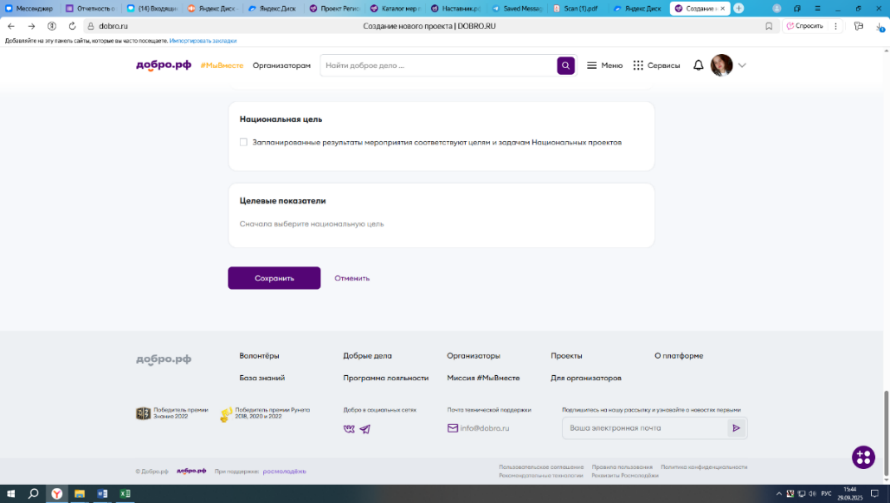 Мессенджер
Отчетность о
(14) Входящи
Яндекс Диск
Яндекс Диск
Проект Регио
Каталог мер п
Наставник.рф
Saved Messag
Scan (1).pdf
Яндекс Диск
Создание н
dobro.ru
Создание нового проекта | DOBRO.RU
Спросить
Добавляйте на эту панель сайты, которые вы часто посещаете. Импортировать закладки
добро.рф
#МыВместе
Организаторам
Найти доброе дело ...
Меню
Сервисы
Национальная цель
Запланированные результаты мероприятия соответствуют целям и задачам Национальных проектов
Целевые показатели
Сначала выберите национальную цель
Сохранить
Отменить
добро.рф
Волонтёры
Добрые дела
Организаторы
Проекты
О платформе
База знаний
Программа лояльности
Миссия #МыВместе
Для организаторов
Победитель премии
Знание 2022
Победитель премии Рунета
2018, 2020 и 2022
Добро в социальных сетях
Почта технической поддержки
info@dobro.ru
Подпишитесь на нашу рассылку и узнавайте о новостях первыми
Ваша электронная почта
© Добро.рф
добро.рф
При поддержке:
росмолодёжь
Пользовательское соглашение
Правила пользования
Политика конфиденциальности
Рекомендательные технологии
Реквизиты Росмолодёжи
РУС
15:44
29.09.2025